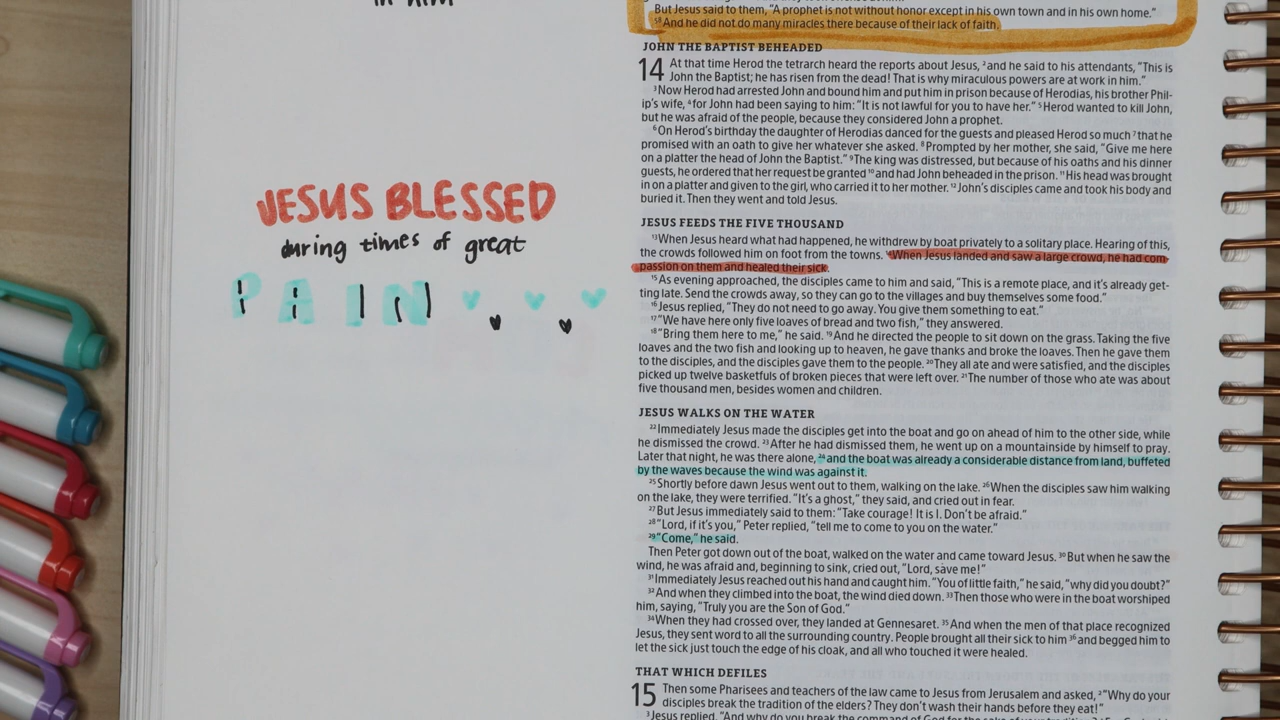 in him
JESUS BLESSED
during times of great
PAIN
But Jesus said to them, “A prophet is not without honor except in his own town and in his own home.”
58And he did not do many miracles there because of their lack of faith.
JOHN THE BAPTIST BEHEADED
14 At that time Herod the tetrarch heard the reports about Jesus, 2and he said to his attendants, “This is
John the Baptist; he has risen from the dead! That is why miraculous powers are at work in him.”
3Now Herod had arrested John and bound him and put him in prison because of Herodias, his brother Phil-
ip’s wife, 4for John had been saying to him: “It is not lawful for you to have her.” 5Herod wanted to kill John,
but he was afraid of the people, because they considered John a prophet.
6On Herod’s birthday the daughter of Herodias danced for the guests and pleased Herod so much 7that he
promised with an oath to give her whatever she asked. 8Prompted by her mother, she said, “Give me here
on a platter the head of John the Baptist.” 9The king was distressed, but because of his oaths and his dinner
guests, he ordered that her request be granted 10and had John beheaded in the prison. 11His head was brought
in on a platter and given to the girl, who carried it to her mother. 12John’s disciples came and took his body and
buried it. Then they went and told Jesus.
JESUS FEEDS THE FIVE THOUSAND
13When Jesus heard what had happened, he withdrew by boat privately to a solitary place. Hearing of this,
the crowds followed him on foot from the towns. 14When Jesus landed and saw a large crowd, he had com-
passion on them and healed their sick.
15As evening approached, the disciples came to him and said, “This is a remote place, and it’s already get-
ting late. Send the crowds away, so they can go to the villages and buy themselves some food.”
16Jesus replied, “They do not need to go away. You give them something to eat.”
17“We have here only five loaves of bread and two fish,” they answered.
18“Bring them here to me,” he said. 19And he directed the people to sit down on the grass. Taking the five
loaves and the two fish and looking up to heaven, he gave thanks and broke the loaves. Then he gave them
to the disciples, and the disciples gave them to the people. 20They all ate and were satisfied, and the disciples
picked up twelve basketfuls of broken pieces that were left over. 21The number of those who ate was about
five thousand men, besides women and children.
JESUS WALKS ON THE WATER
22Immediately Jesus made the disciples get into the boat and go on ahead of him to the other side, while
he dismissed the crowd. 23After he had dismissed them, he went up on a mountainside by himself to pray.
Later that night, he was there alone, 24and the boat was already a considerable distance from land, buffeted
by the waves because the wind was against it.
25Shortly before dawn Jesus went out to them, walking on the lake. 26When the disciples saw him walking
on the lake, they were terrified. “It’s a ghost,” they said, and cried out in fear.
27But Jesus immediately said to them: “Take courage! It is I. Don’t be afraid.”
28“Lord, if it’s you,” Peter replied, “tell me to come to you on the water.”
29“Come,” he said.
Then Peter got down out of the boat, walked on the water and came toward Jesus. 30But when he saw the
wind, he was afraid and, beginning to sink, cried out, “Lord, save me!”
31Immediately Jesus reached out his hand and caught him. “You of little faith,” he said, “why did you doubt?”
32And when they climbed into the boat, the wind died down. 33Then those who were in the boat worshiped
him, saying, “Truly you are the Son of God.”
34When they had crossed over, they landed at Gennesaret. 35And when the men of that place recognized
Jesus, they sent word to all the surrounding country. People brought all their sick to him 36and begged him to
let the sick just touch the edge of his cloak, and all who touched it were healed.
THAT WHICH DEFILES
15 Then some Pharisees and teachers of the law came to Jesus from Jerusalem and asked, 2“Why do your
disciples break the tradition of the elders? They don’t wash their hands before they eat!”
3Jesus replied, “And why do you break the command of God for the sake of your tradition?